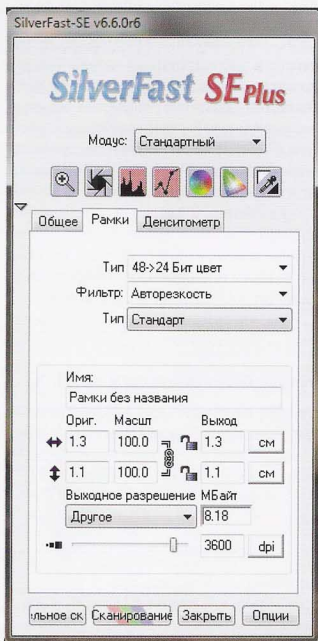 SilverFast-SE v6.6.0r6
SilverFast SE Plus
Модус: Стандартный
Общее Рамки Денситометр
Тип 48->24 Бит цвет
Фильтр: Авторезкость
Тип Стандарт
Имя:
Рамки без названия
Ориг. Масшт Выход
1.3 100.0 1.3 см
1.1 100.0 1.1 см
Выходное разрешение МБайт
Другое 8.18
3600 dpi
льное ск Сканирование Закрыть Опции